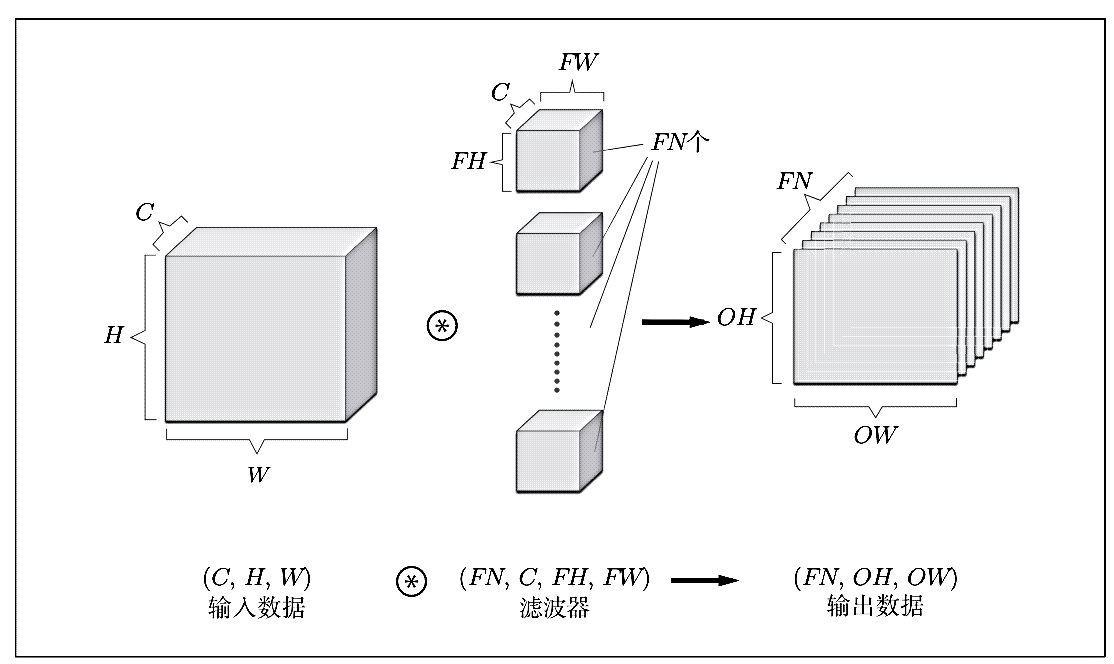 FW
C
FH
FN个
C
H
W
FN
OH
OW
(C, H, W) ⊛ (FN, C, FH, FW) → (FN, OH, OW)
输入数据 滤波器 输出数据